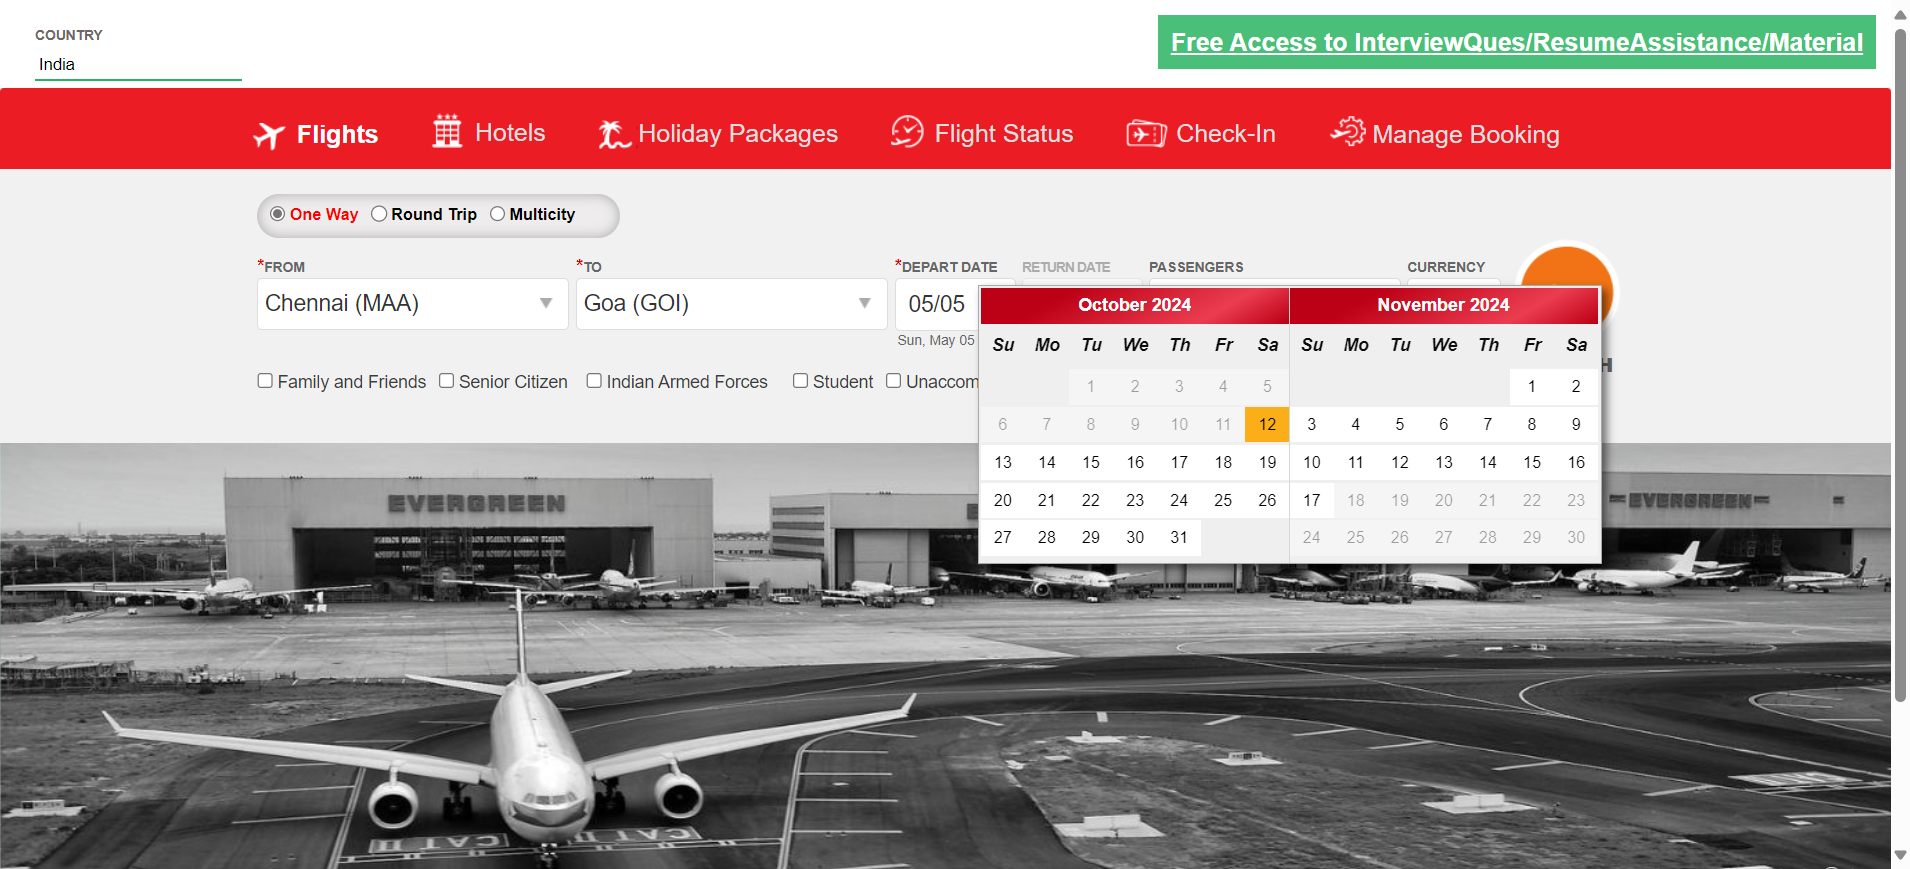 COUNTRY
India
Free Access to InterviewQues/ResumeAssistance/Material
Flights Hotels Holiday Packages Flight Status Check-In Manage Booking
One Way Round Trip Multicity
*FROM *TO *DEPART DATE RETURN DATE PASSENGERS CURRENCY
Chennai (MAA) Goa (GOI) 05/05
Sun, May 05
Family and Friends Senior Citizen Indian Armed Forces Student Unaccom
H
October 2024 November 2024
Su Mo Tu We Th Fr Sa Su Mo Tu We Th Fr Sa
1 2 3 4 5 1 2
6 7 8 9 10 11 12 3 4 5 6 7 8 9
13 14 15 16 17 18 19 10 11 12 13 14 15 16
20 21 22 23 24 25 26 17 18 19 20 21 22 23
27 28 29 30 31 24 25 26 27 28 29 30
EVERGREEN EVERGREEN
CAT II CAT II